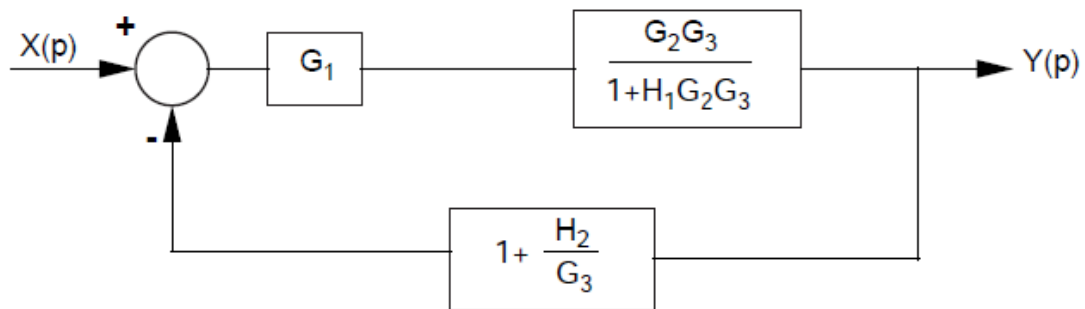 +
X(p)
G₁
G₂G₃
1+H₁G₂G₃
Y(p)
-
1+ H₂
G₃